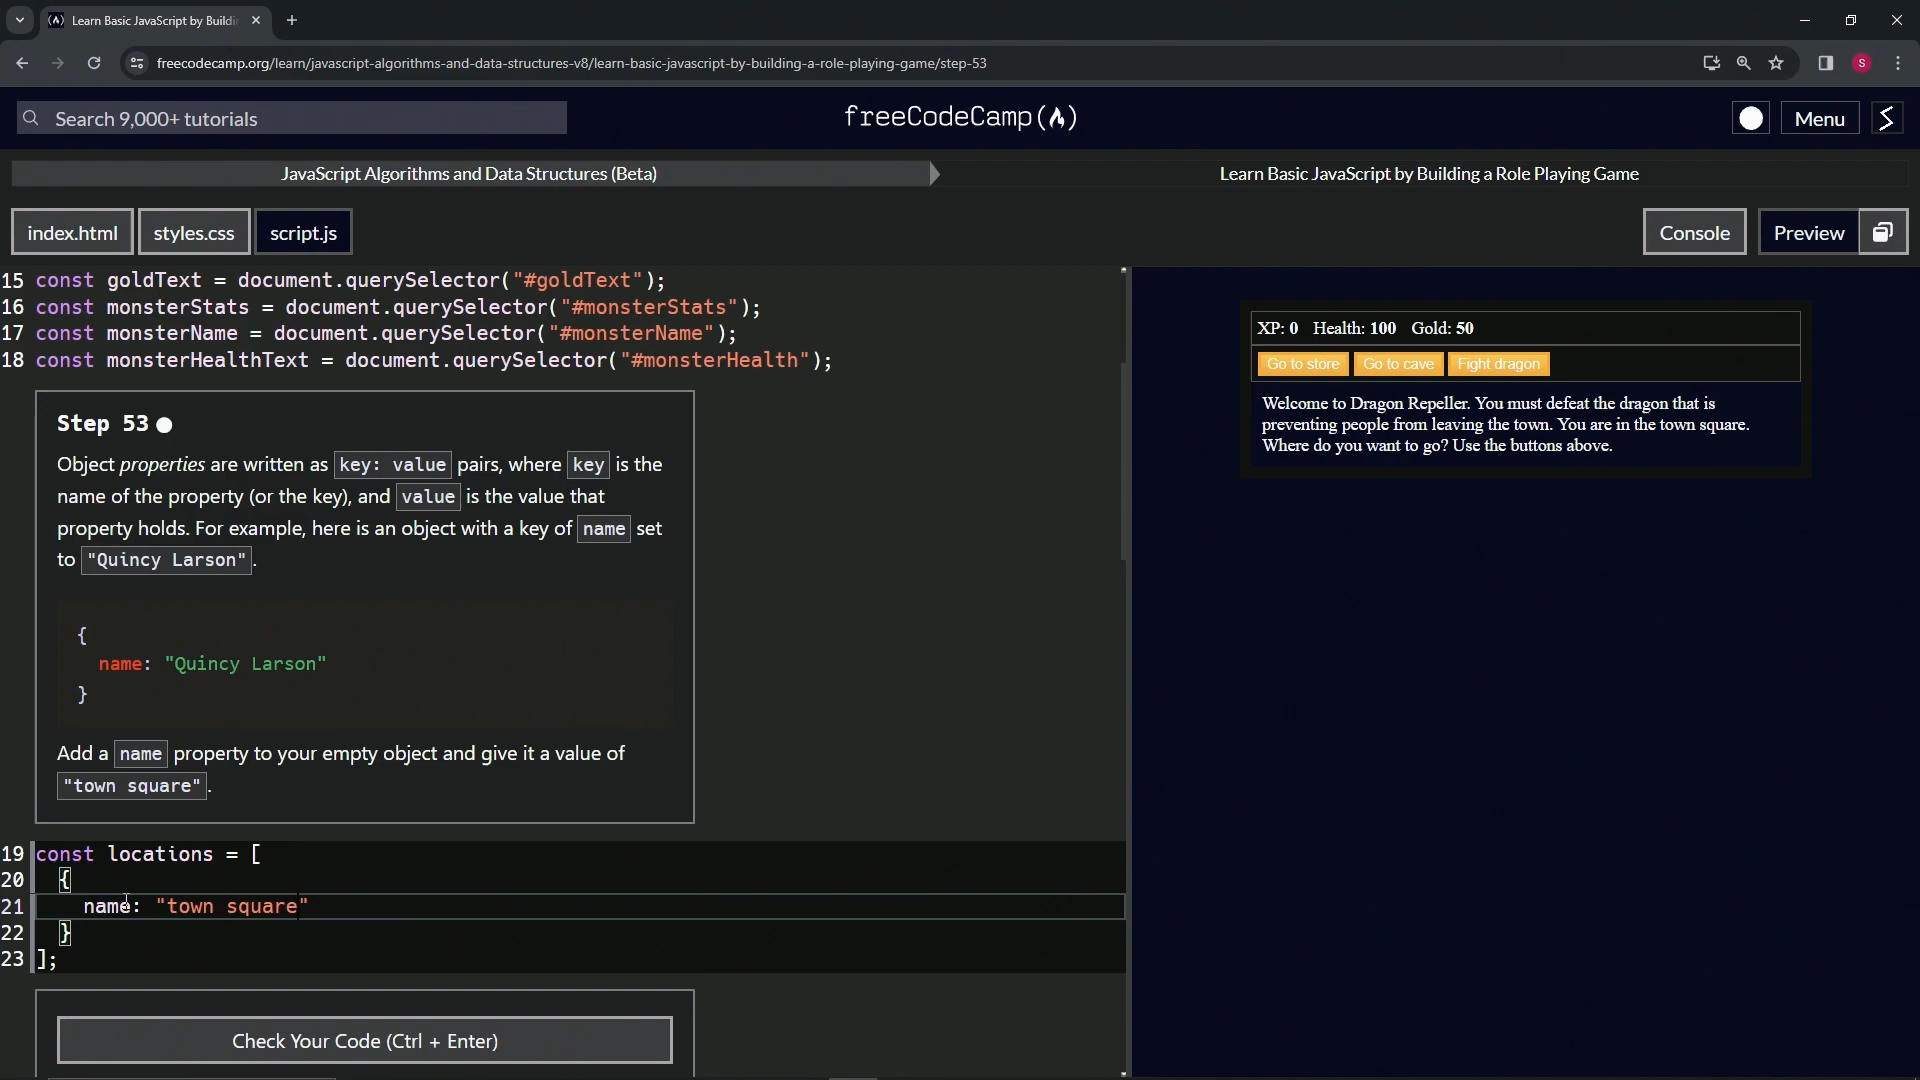 Learn Basic JavaScript by Buildi
freecodecamp.org/learn/javascript-algorithms-and-data-structures-v8/learn-basic-javascript-by-building-a-role-playing-game/step-53
S
Search 9,000+ tutorials
freeCodeCamp(🔥)
Menu
JavaScript Algorithms and Data Structures (Beta)
Learn Basic JavaScript by Building a Role Playing Game
index.html
styles.css
script.js
Console
Preview
15 const goldText = document.querySelector("#goldText");
16 const monsterStats = document.querySelector("#monsterStats");
17 const monsterName = document.querySelector("#monsterName");
18 const monsterHealthText = document.querySelector("#monsterHealth");
Step 53
Object properties are written as key: value pairs, where key is the
name of the property (or the key), and value is the value that
property holds. For example, here is an object with a key of name set
to "Quincy Larson".
{
name: "Quincy Larson"
}
Add a name property to your empty object and give it a value of
"town square".
19 const locations = [
20 {
21 name: "town square"
22 }
23 ];
Check Your Code (Ctrl + Enter)
XP: 0 Health: 100 Gold: 50
Go to store
Go to cave
Fight dragon
Welcome to Dragon Repeller. You must defeat the dragon that is
preventing people from leaving the town. You are in the town square.
Where do you want to go? Use the buttons above.